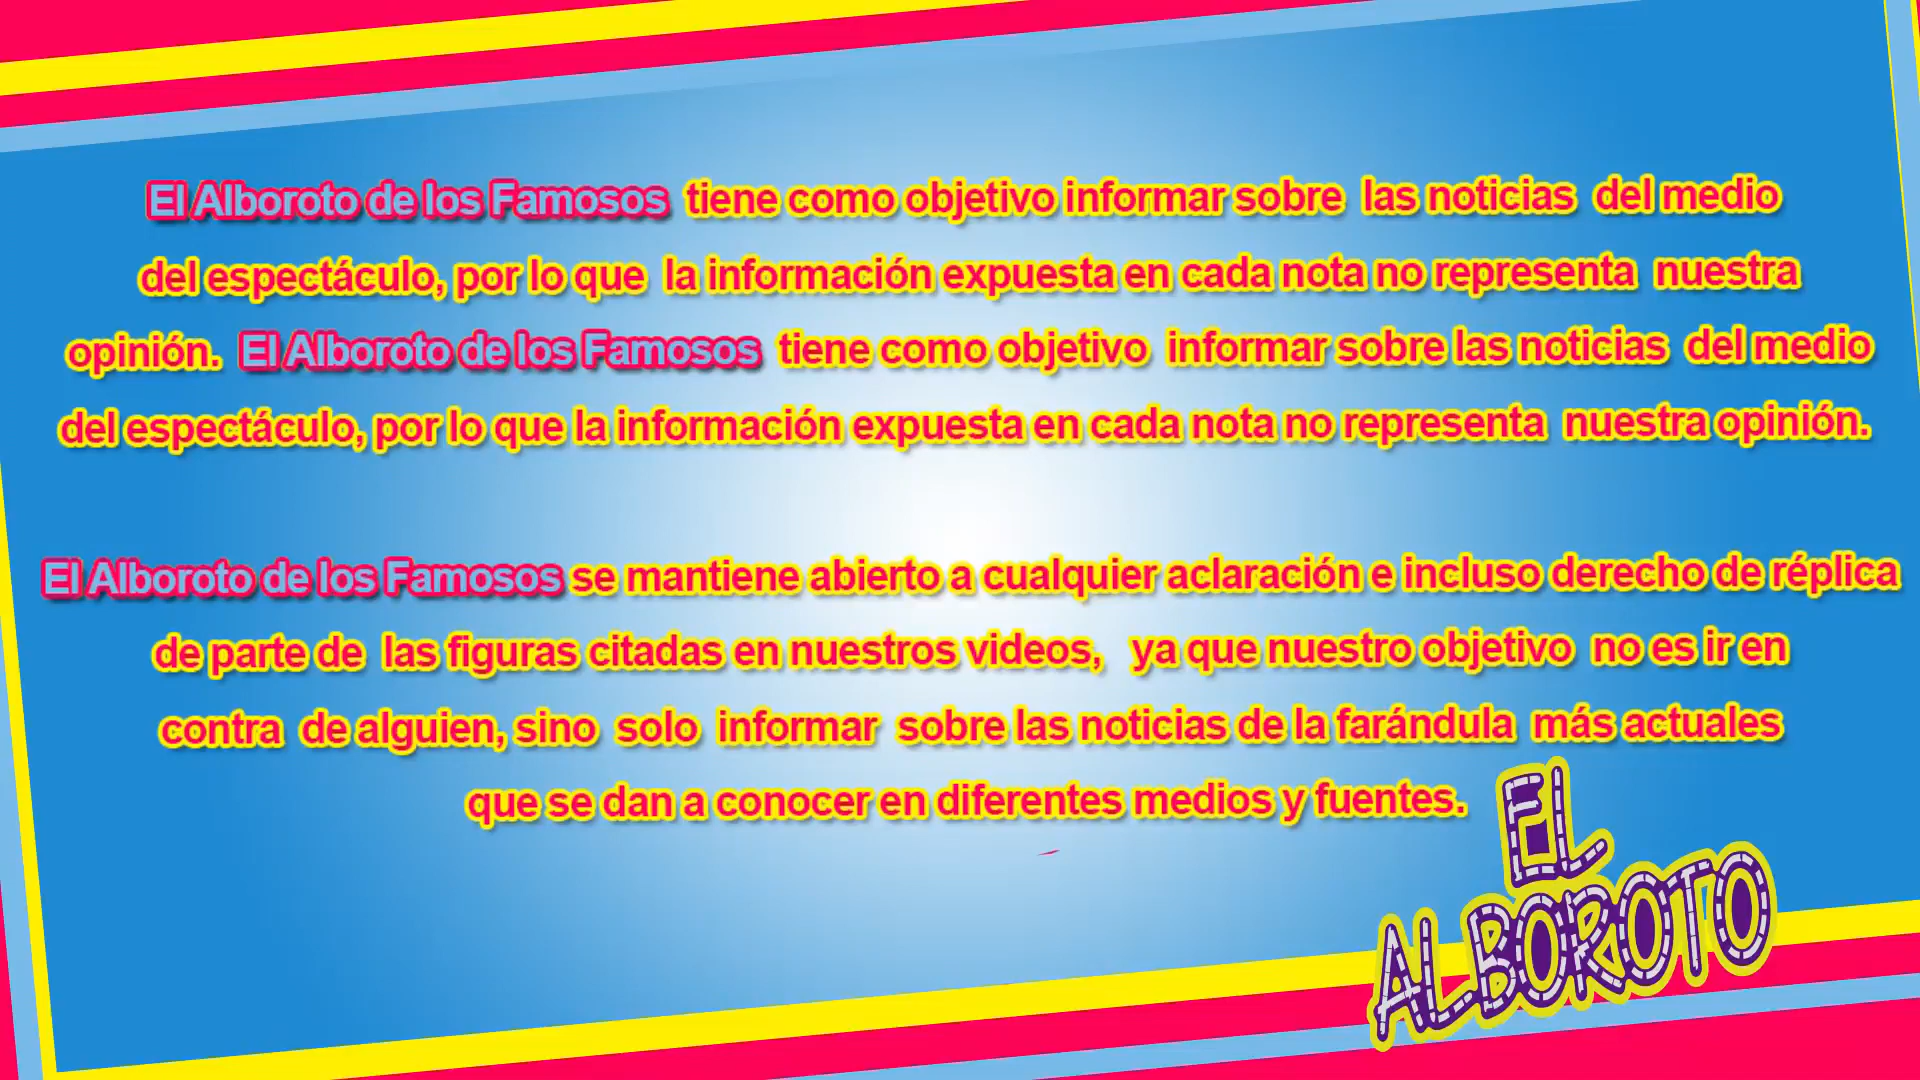 El Alboroto de los Famosos tiene como objetivo informar sobre las noticias del medio
del espectáculo, por lo que la información expuesta en cada nota no representa nuestra
opinión. El Alboroto de los Famosos tiene como objetivo informar sobre las noticias del medio
del espectáculo, por lo que la información expuesta en cada nota no representa nuestra opinión.
El Alboroto de los Famosos se mantiene abierto a cualquier aclaración e incluso derecho de réplica
de parte de las figuras citadas en nuestros videos, ya que nuestro objetivo no es ir en
contra de alguien, sino solo informar sobre las noticias de la farándula más actuales
que se dan a conocer en diferentes medios y fuentes.
EL
ALBOROTO